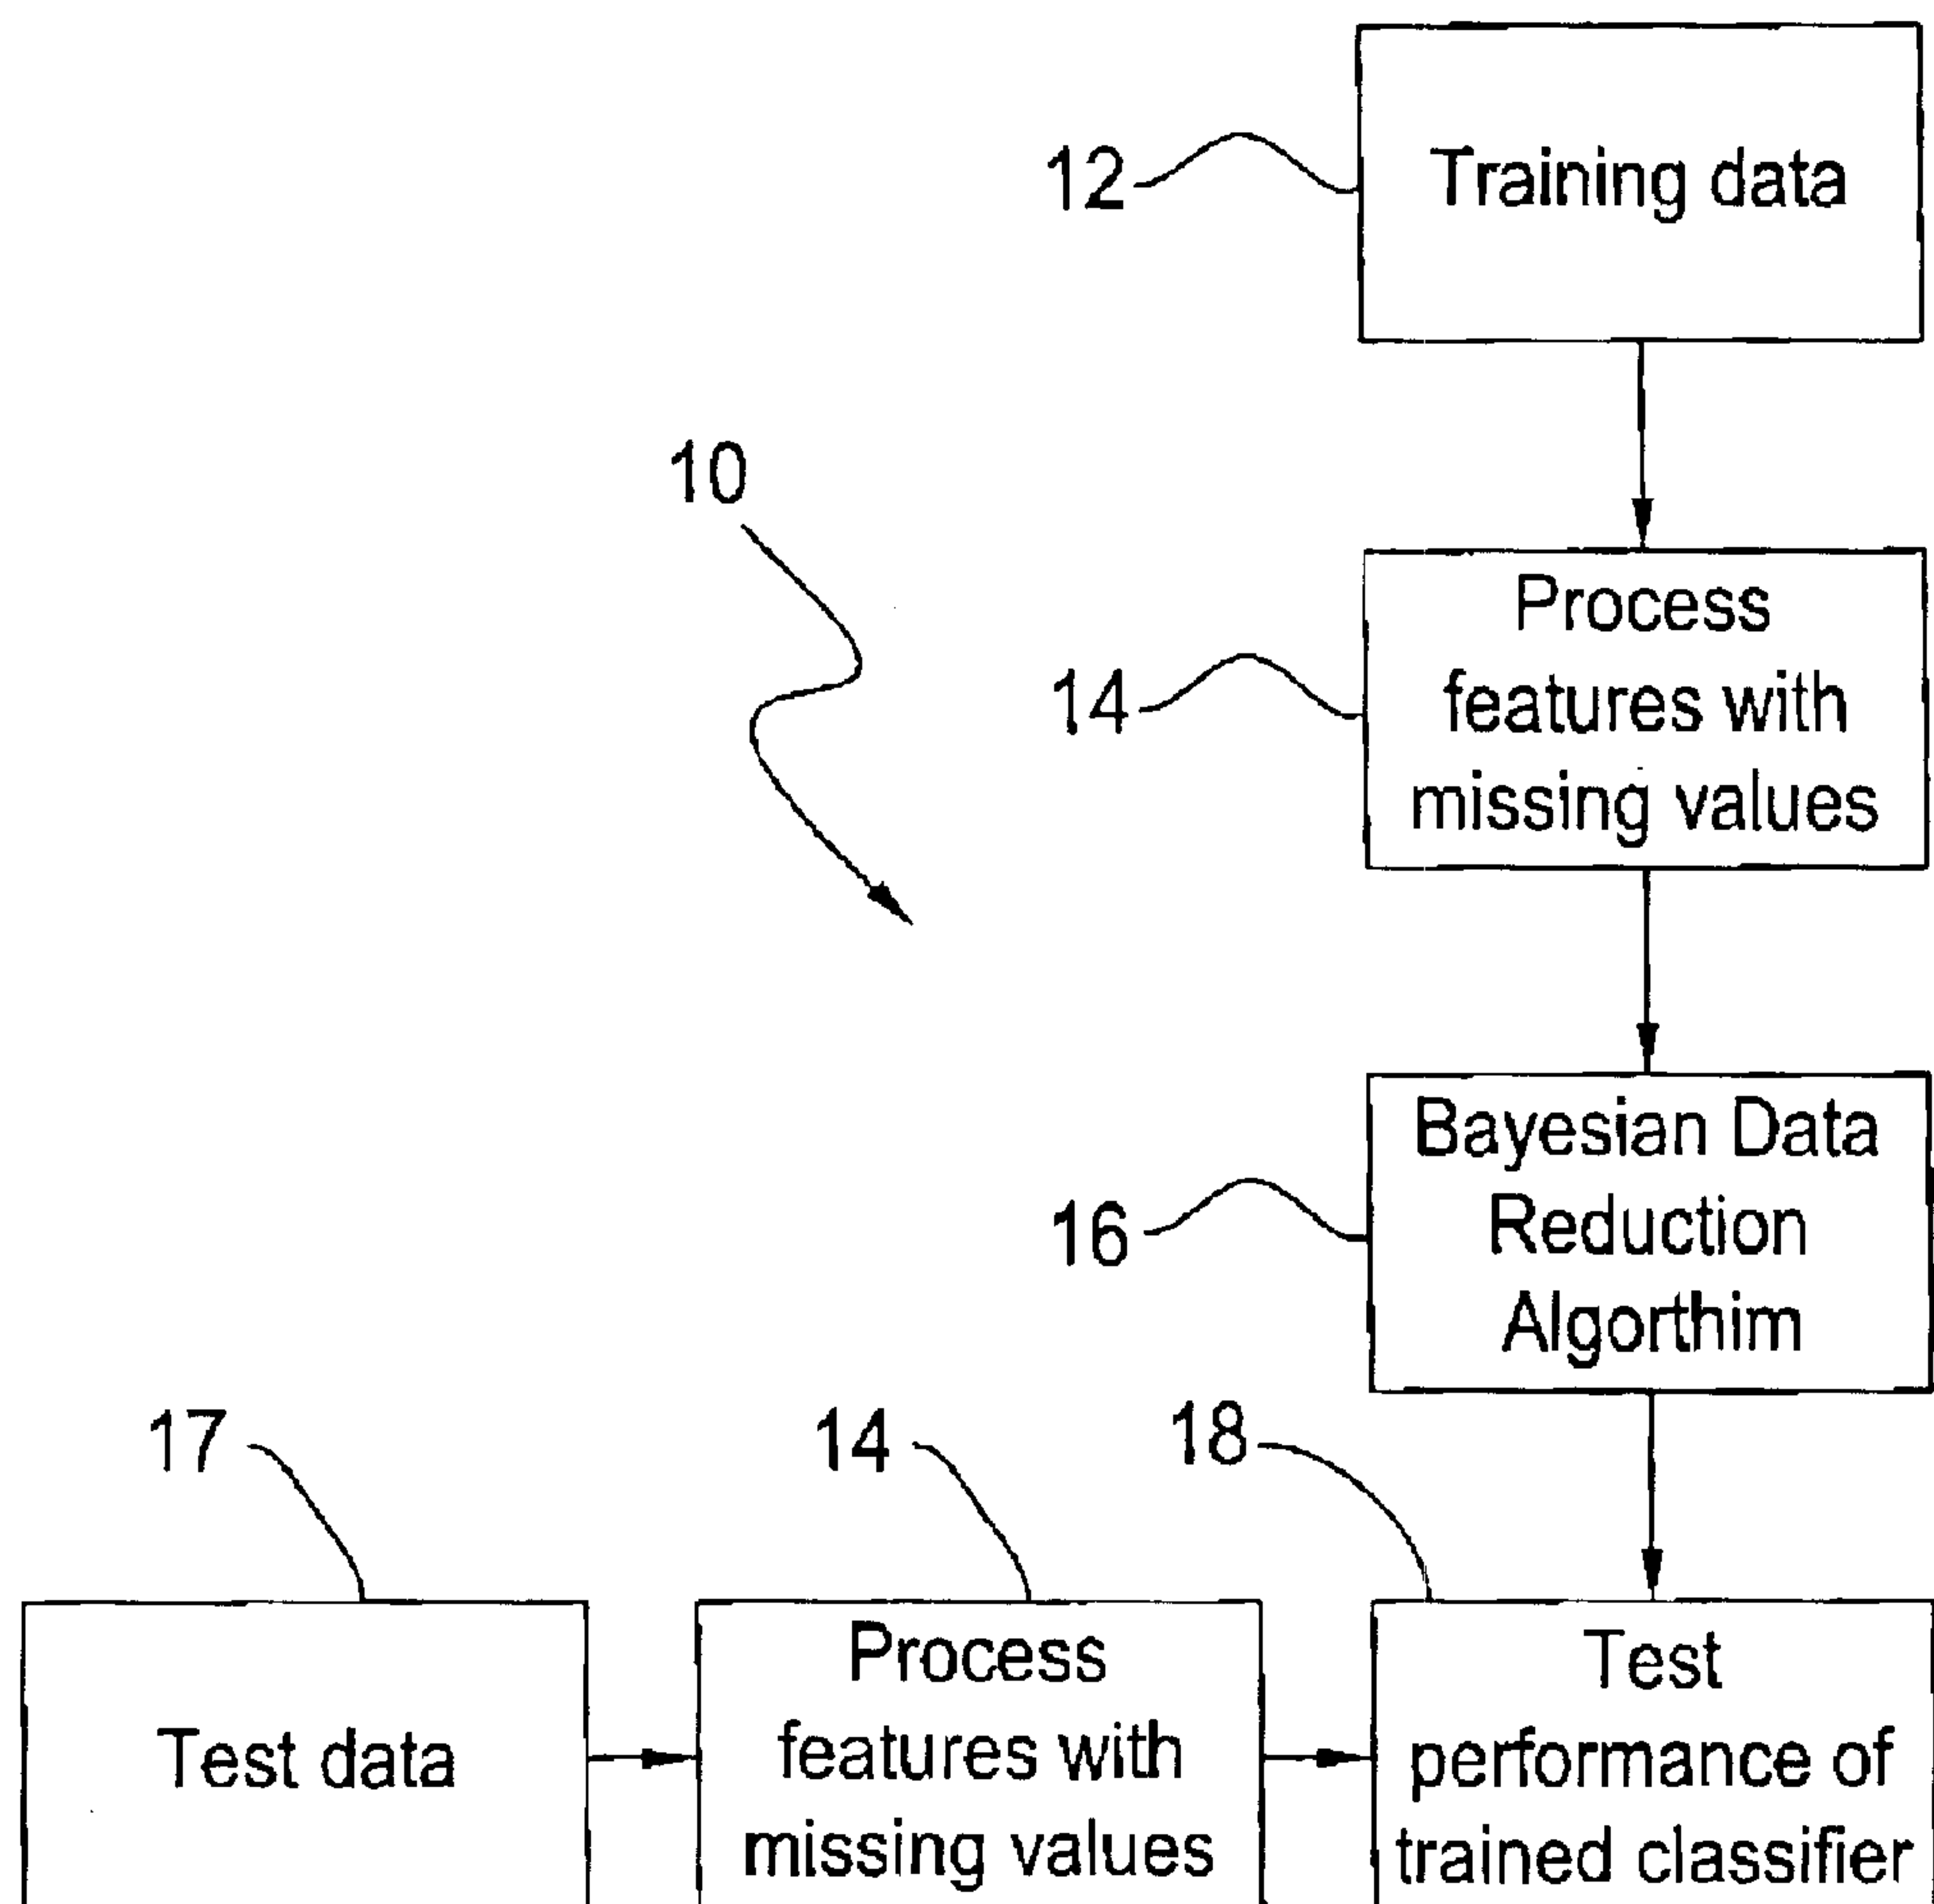 12
Training data
10
14
Process
features with
missing values
16
Bayesian Data
Reduction
Algorthim
17
14
18
Test data
Process
features with
missing values
Test
performance of
trained classifier